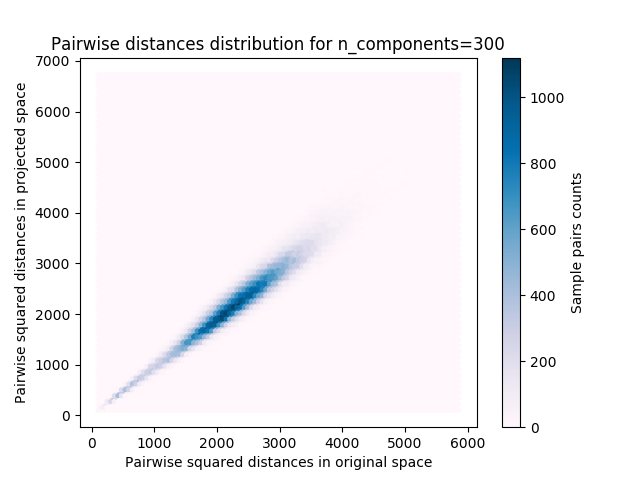 Pairwise distances distribution for n_components=300
Pairwise squared distances in projected space
7000
6000
5000
4000
3000
2000
1000
0
0 1000 2000 3000 4000 5000 6000
Pairwise squared distances in original space
1000
800
600
400
200
0
Sample pairs counts